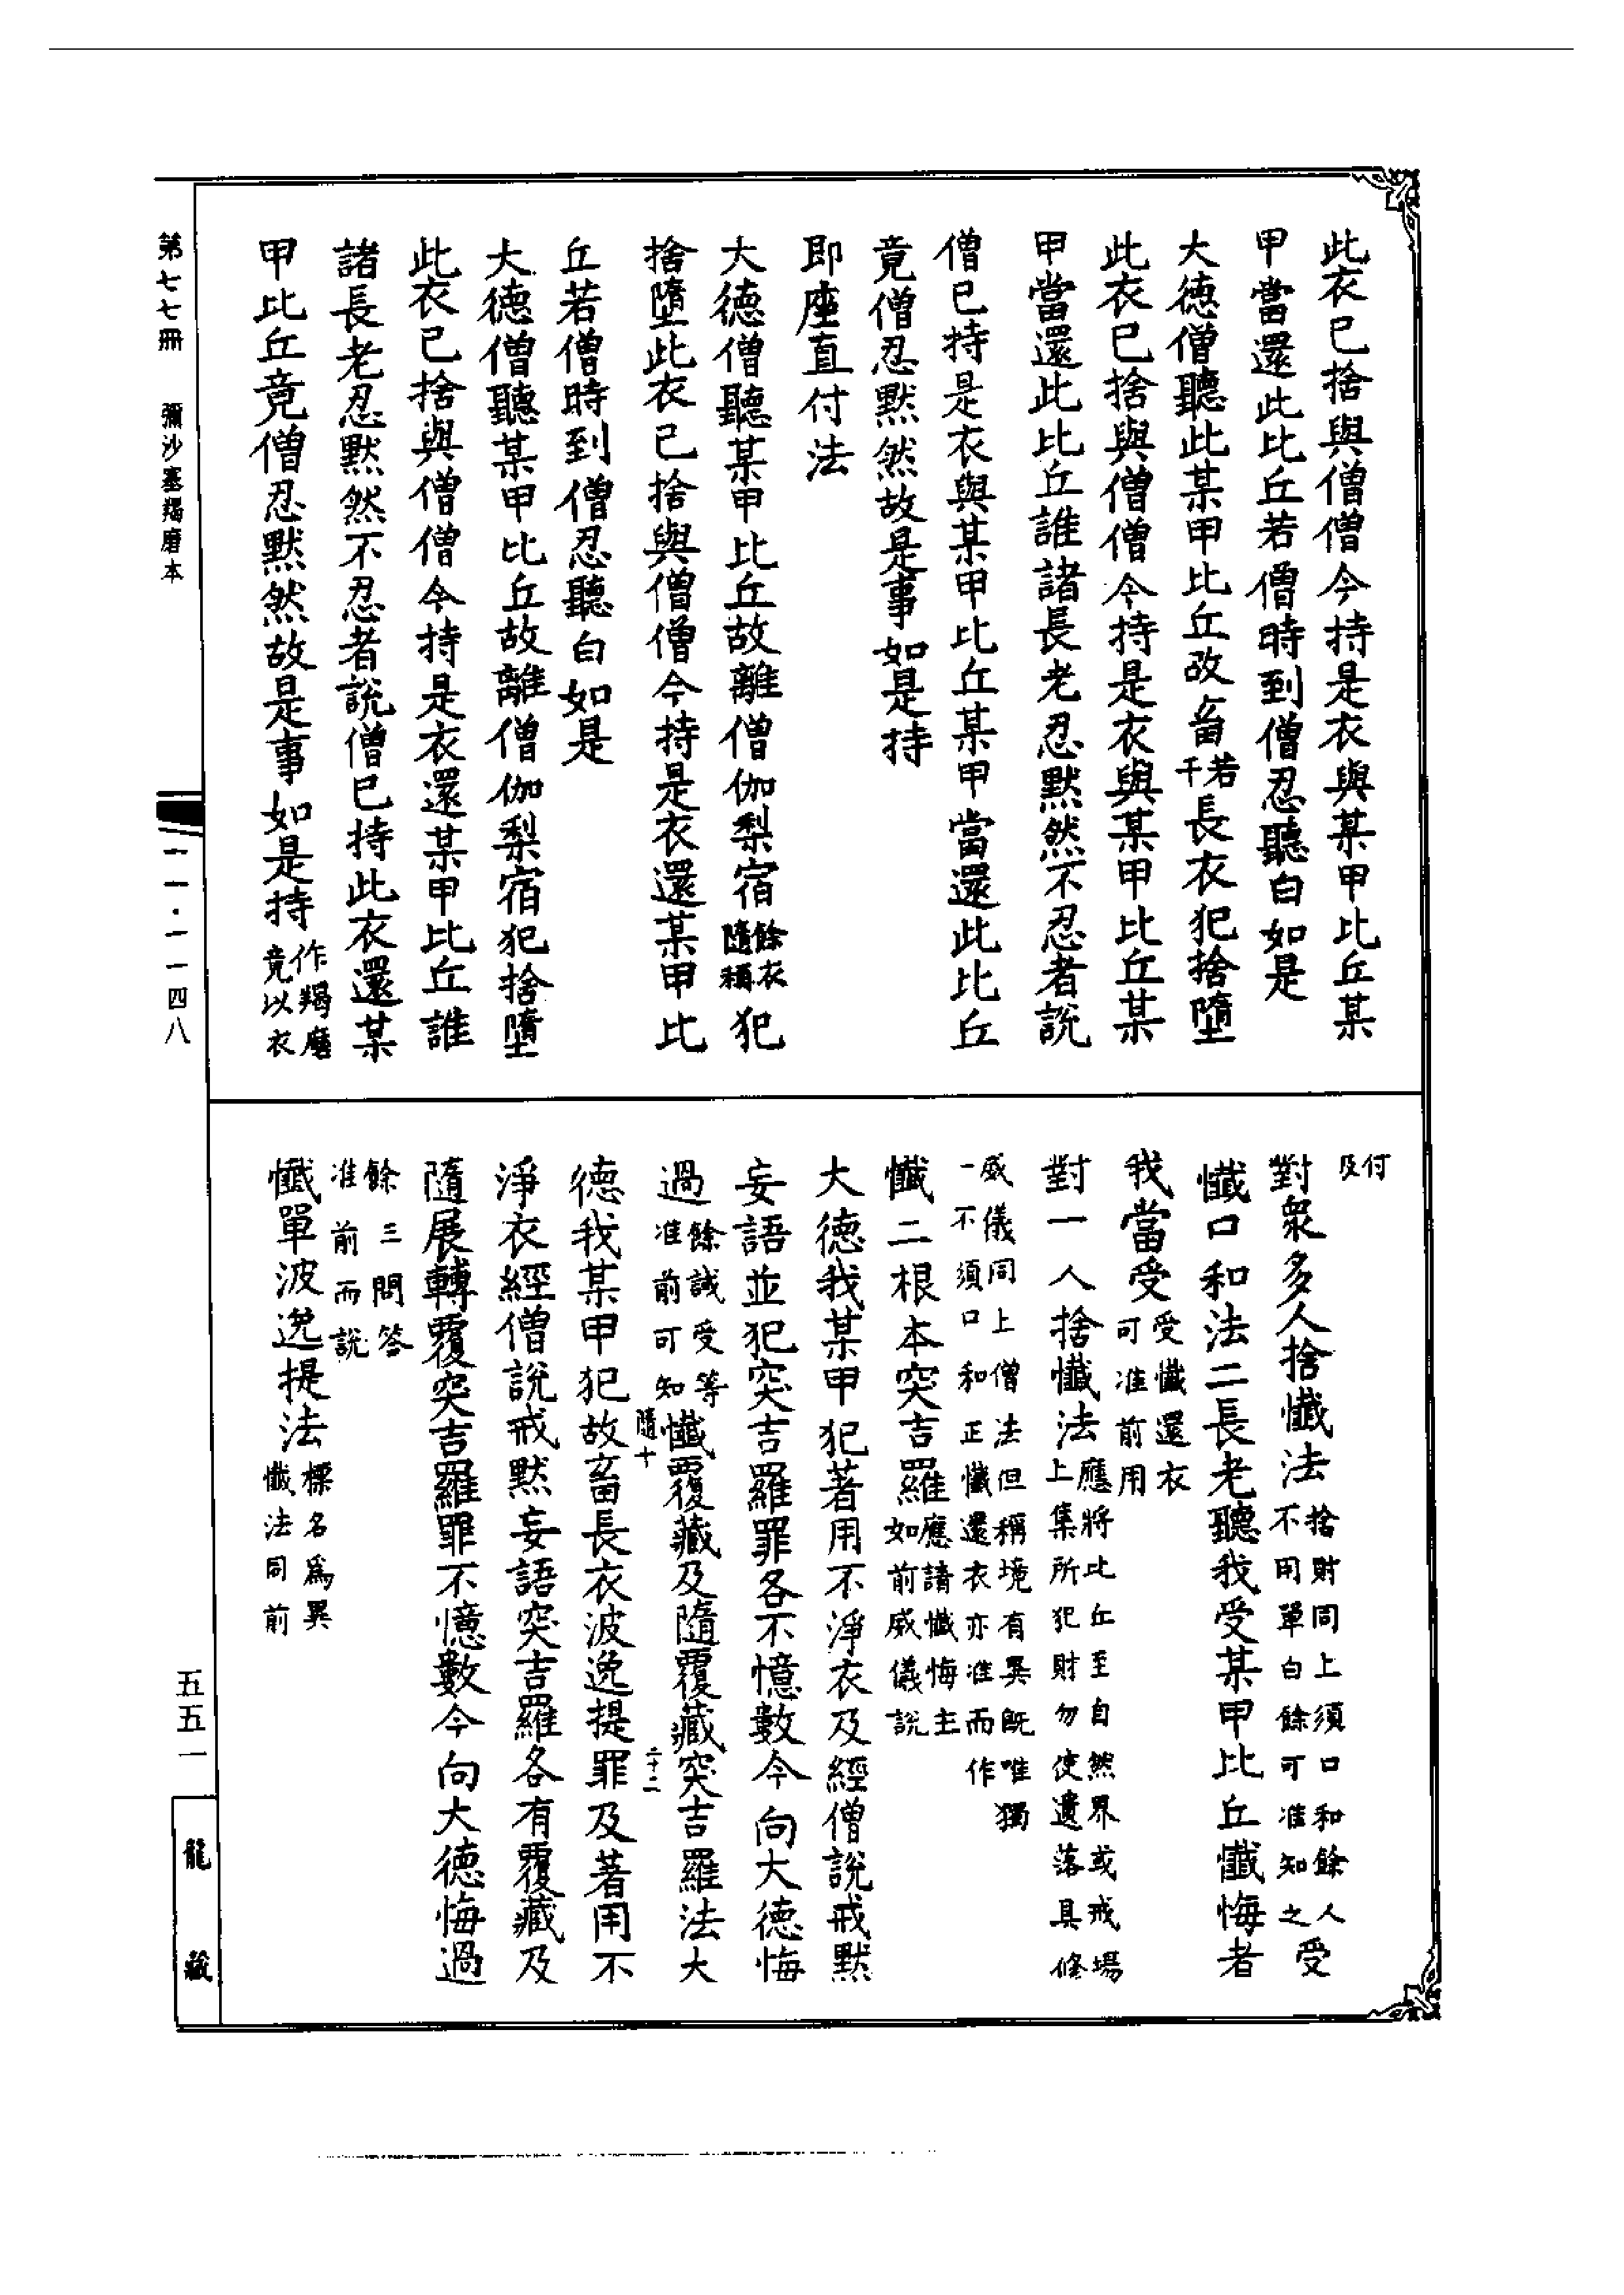 此衣已捨與僧僧今持是衣與某甲比丘某
甲當還此比丘若僧時到僧忍聽白如是
大德僧聽此某甲比丘故畜若干長衣犯捨墮
此衣已捨與僧僧今持是衣與某甲比丘某
甲當還此比丘誰諸長老忍默然不忍者說
僧已持是衣與某甲比丘某甲當還此比丘
竟僧忍默然故是事如是持
即座直付法
大德僧聽某甲比丘故離僧伽梨宿餘衣隨稱犯
捨墮此衣已捨與僧僧今持是衣還某甲比
丘若僧時到僧忍聽白如是
大德僧聽某甲比丘故離僧伽梨宿犯捨墮
此衣已捨與僧僧今持是衣還某甲比丘誰
諸長老忍默然不忍者說僧已持此衣還某
甲比丘竟僧忍默然故是事如是持作羯磨竟以衣
付及
對衆多人捨懺法捨財同上須口和餘人不用單白餘可准知之受
懺口和法二長老聽我受某甲比丘懺悔者
我當受受懺還衣可准前用
對一人捨懺法應將比丘至自然界或戒場上集所犯財勿使遺落具修
威儀同上僧法但稱境有異既唯獨一不須口和正懺還衣亦准而作
懺二根本突吉羅應請懺悔主如前威儀說
大德我某甲犯著用不淨衣及經僧說戒默
妄語並犯突吉羅罪各不憶數今向大德悔
過餘誡受等准前可知懺覆藏及隨覆藏突吉羅法大
隨十
二十二
德我某甲犯故畜長衣波逸提罪及著用不
淨衣經僧說戒默妄語突吉羅各有覆藏及
隨展轉覆突吉羅罪不憶數今向大德悔過
餘三問答准前而說
懺單波逸提法標名為異懺法同前
第七七冊 彌沙塞羯磨本
一一·一一四八
五五一
龍藏